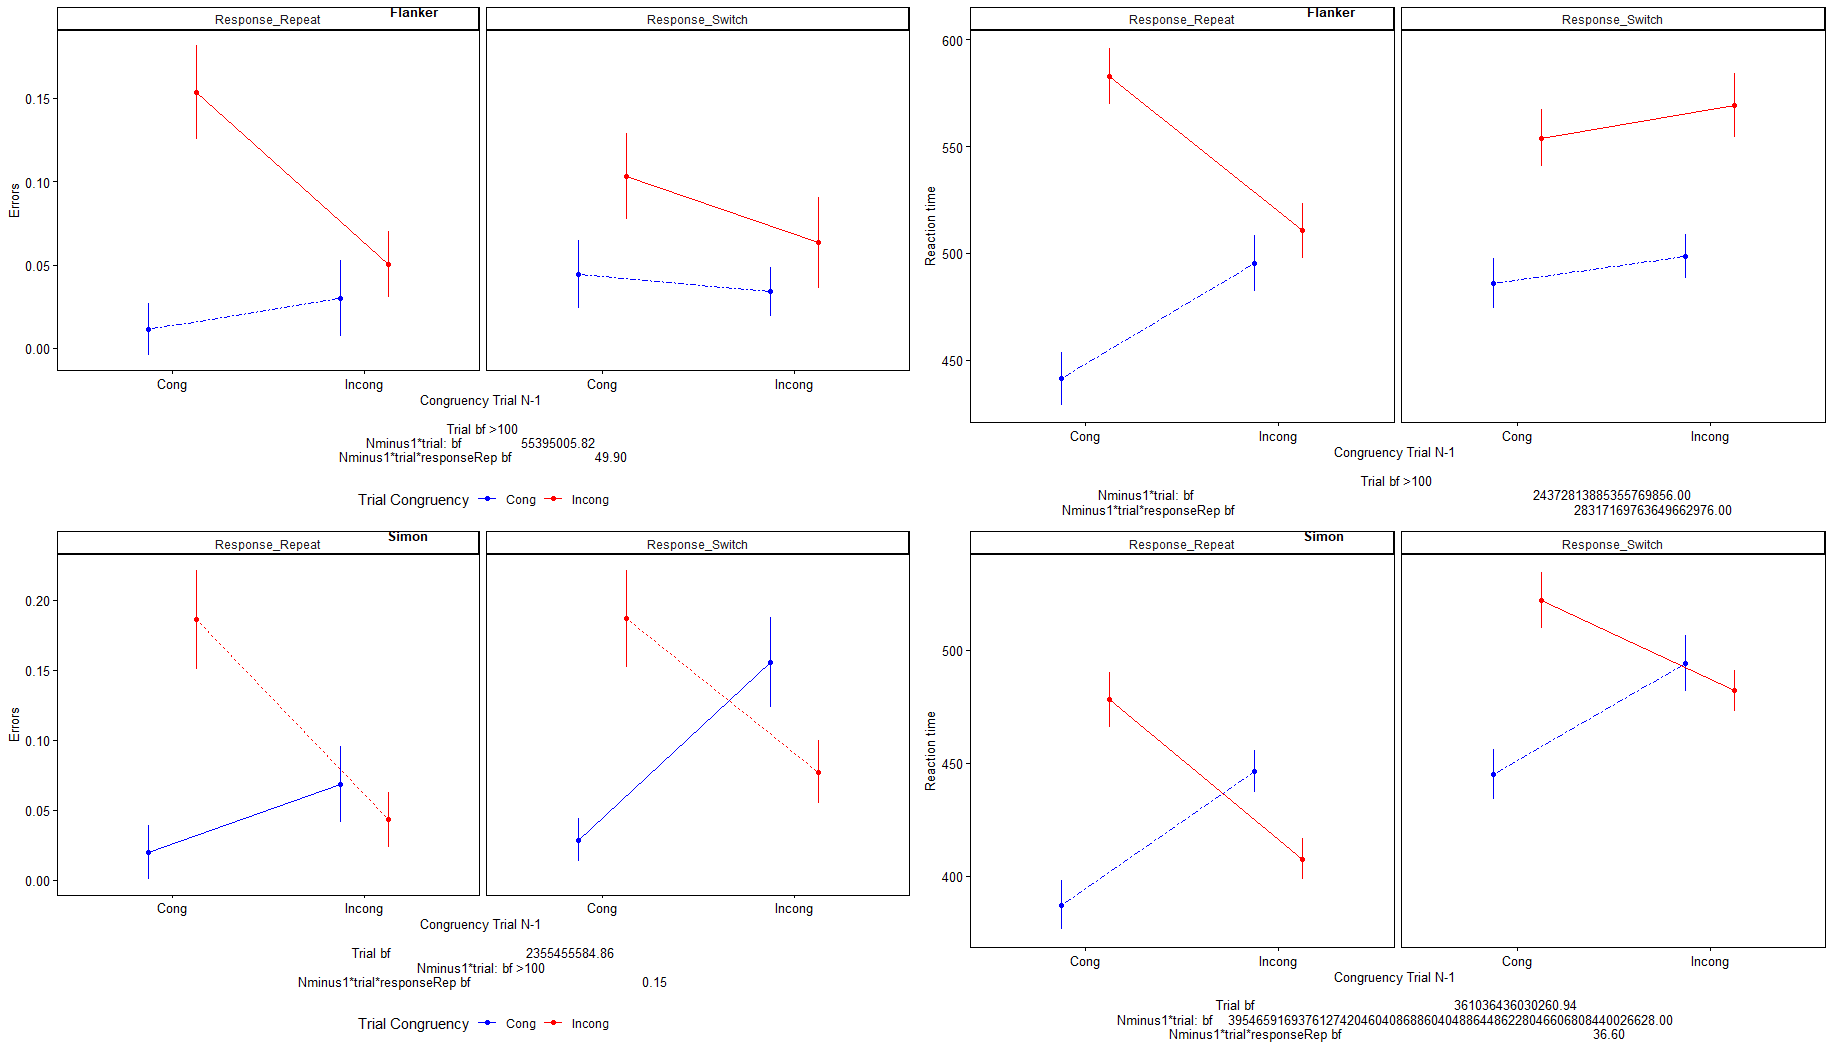 Flanker
Response_Repeat
Response_Switch
Errors
0.15
0.10
0.05
0.00
Cong
Incong
Cong
Incong
Congruency Trial N-1
Trial bf >100
Nminus1*trial: bf 55395005.82
Nminus1*trial*responseRep bf 49.90
Trial Congruency Cong Incong
Flanker
Response_Repeat
Response_Switch
Reaction time
600
550
500
450
Cong
Incong
Cong
Incong
Congruency Trial N-1
Trial bf >100
Nminus1*trial: bf 24372813885355769856.00
Nminus1*trial*responseRep bf 28317169763649662976.00
Simon
Response_Repeat
Response_Switch
Errors
0.20
0.15
0.10
0.05
0.00
Cong
Incong
Cong
Incong
Congruency Trial N-1
Trial bf 2355455584.86
Nminus1*trial: bf >100
Nminus1*trial*responseRep bf 0.15
Trial Congruency Cong Incong
Simon
Response_Repeat
Response_Switch
Reaction time
500
450
400
Cong
Incong
Cong
Incong
Congruency Trial N-1
Trial bf 361036436030260.94
Nminus1*trial: bf 3954659169376127420460408688604048864486228046606808440026628.00
Nminus1*trial*responseRep bf 36.60